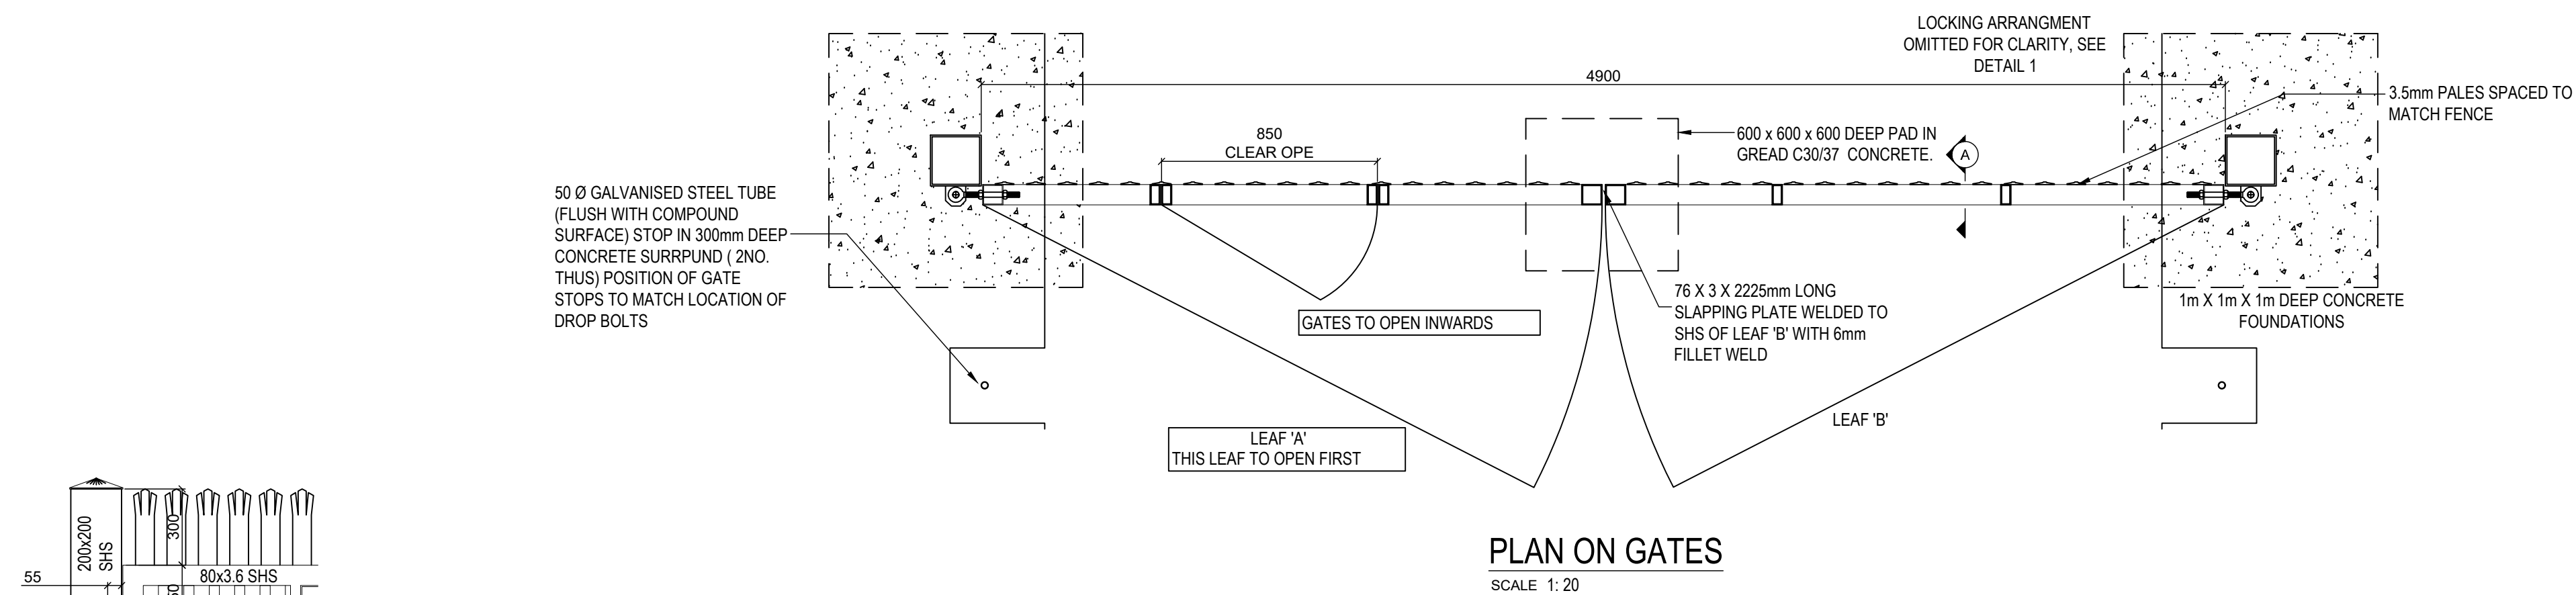 LOCKING ARRANGMENT
OMITTED FOR CLARITY, SEE
DETAIL 1
4900
3.5mm PALES SPACED TO
MATCH FENCE
850
CLEAR OPE
600 x 600 x 600 DEEP PAD IN
GREAD C30/37 CONCRETE.
A
50 Ø GALVANISED STEEL TUBE
(FLUSH WITH COMPOUND
SURFACE) STOP IN 300mm DEEP
CONCRETE SURRPUND ( 2NO.
THUS) POSITION OF GATE
STOPS TO MATCH LOCATION OF
DROP BOLTS
GATES TO OPEN INWARDS
76 X 3 X 2225mm LONG
SLAPPING PLATE WELDED TO
SHS OF LEAF 'B' WITH 6mm
FILLET WELD
1m X 1m X 1m DEEP CONCRETE
FOUNDATIONS
LEAF 'A'
THIS LEAF TO OPEN FIRST
LEAF 'B'
PLAN ON GATES
SCALE 1: 20
200x200
SHS
300
80x3.6 SHS
55